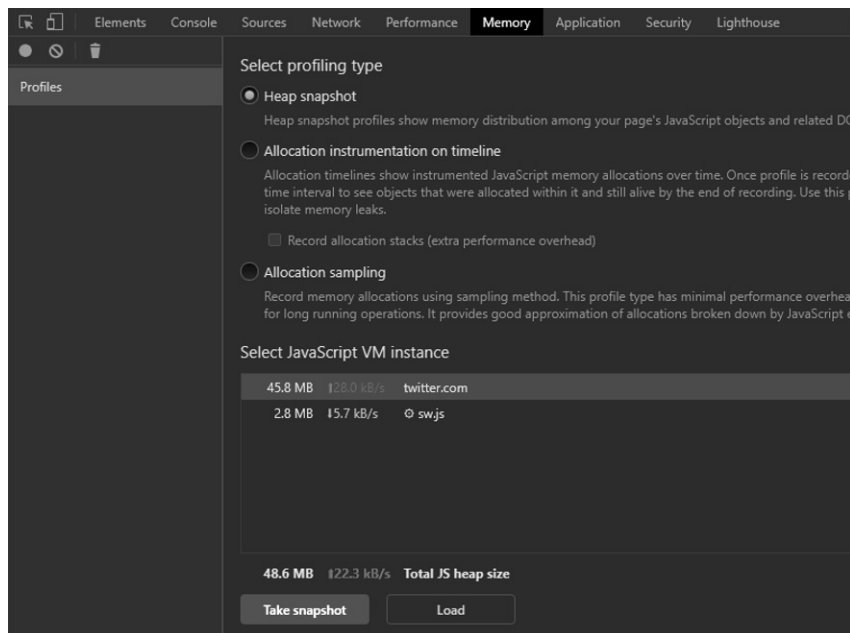 Elements Console Sources Network Performance Memory Application Security Lighthouse
Profiles
Select profiling type
Heap snapshot
Heap snapshot profiles show memory distribution among your page's JavaScript objects and related
Allocation instrumentation on timeline
Allocation timelines show instrumented JavaScript memory allocations over time. Once profile is
time interval to see objects that were allocated within it and still alive by the end of recording. Use this
isolate memory leaks.
Record allocation stacks (extra performance overhead)
Allocation sampling
Record memory allocations using sampling method. This profile type has minimal performance
for long running operations. It provides good approximation of allocations broken down by JavaScript
Select JavaScript VM instance
45.8 MB ↑28.0 kB/s twitter.com
2.8 MB ↓5.7 kB/s sw.js
48.6 MB ↑22.3 kB/s Total JS heap size
Take snapshot Load